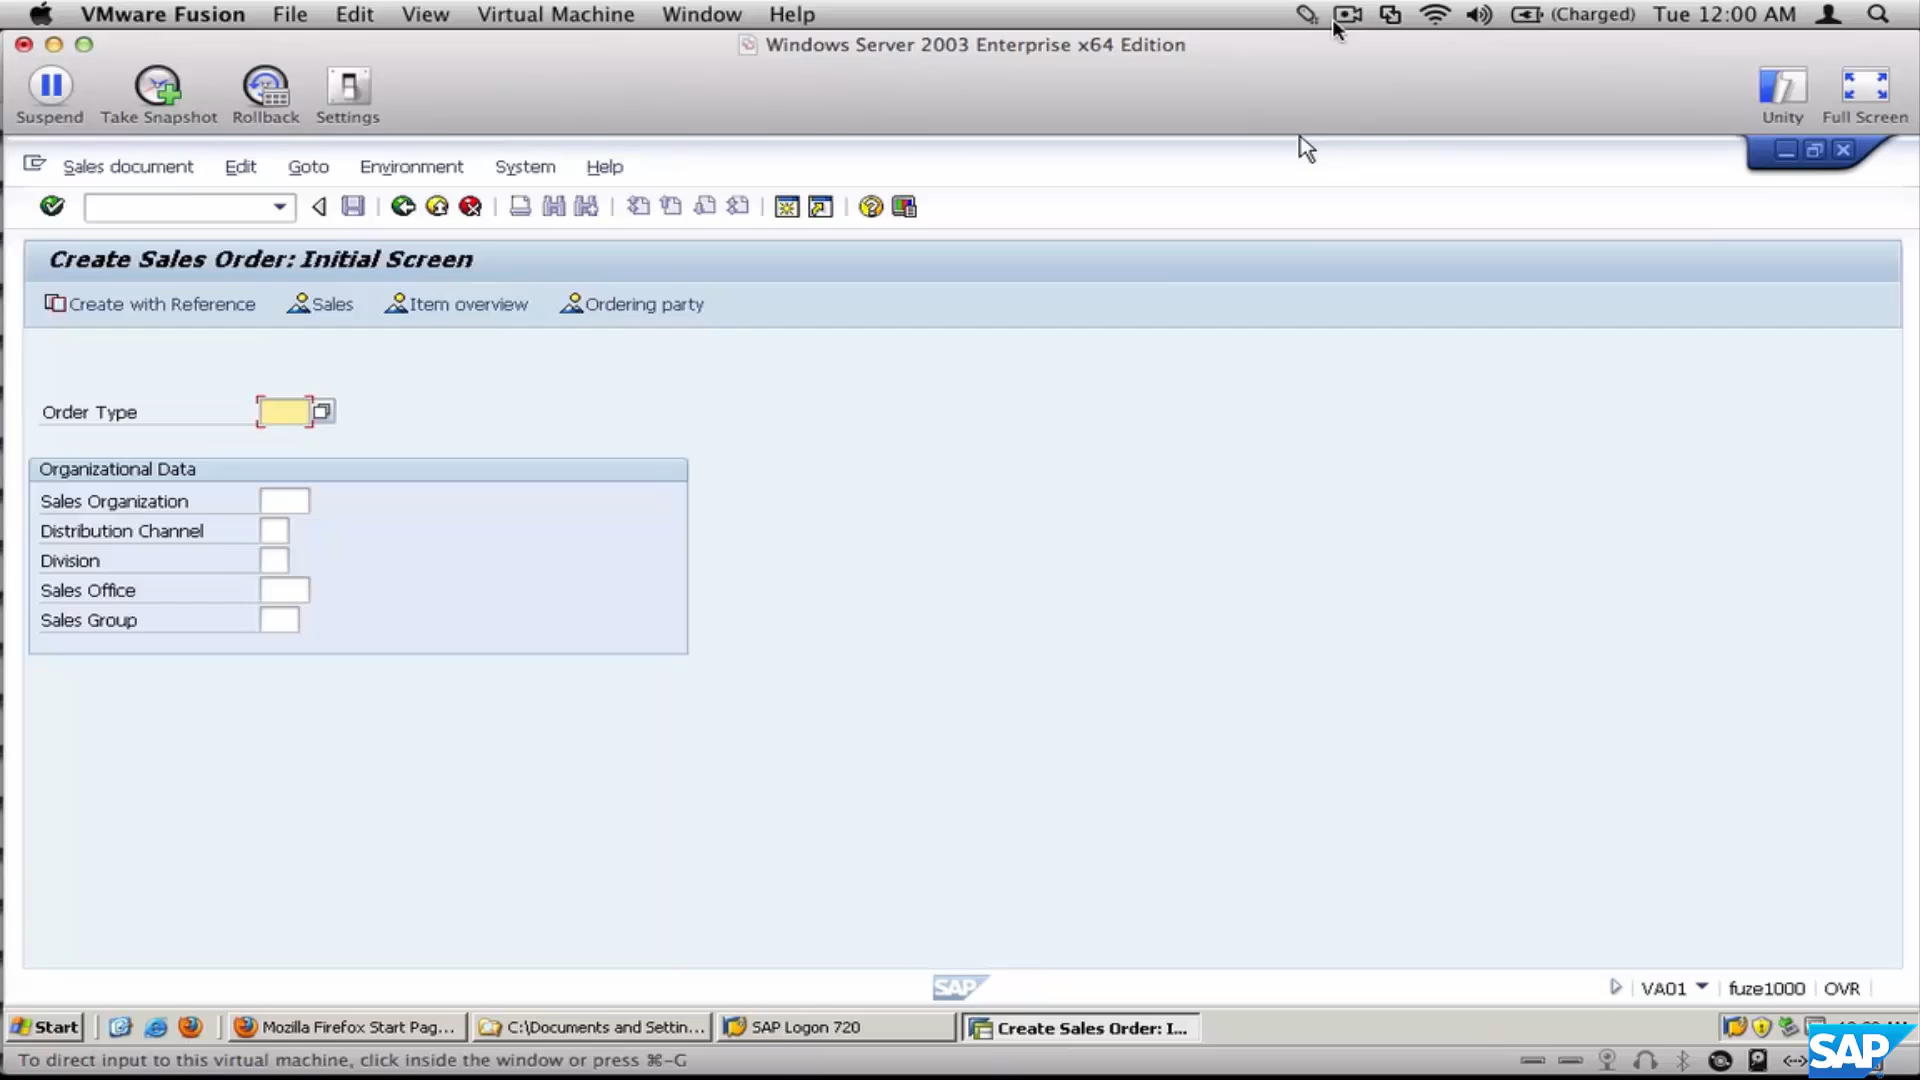 VMware Fusion File Edit View Virtual Machine Window Help (Charged) Tue 12:00 AM
Windows Server 2003 Enterprise x64 Edition
Suspend Take Snapshot Rollback Settings Unity Full Screen
Sales document Edit Goto Environment System Help
Create Sales Order: Initial Screen
Create with Reference Sales Item overview Ordering party
Order Type
Organizational Data
Sales Organization
Distribution Channel
Division
Sales Office
Sales Group
SAP VA01 fuze1000 OVR
Start Mozilla Firefox Start Pag... C:\Documents and Settin... SAP Logon 720 Create Sales Order: I...
To direct input to this virtual machine, click inside the window or press ⌘-G
SAP